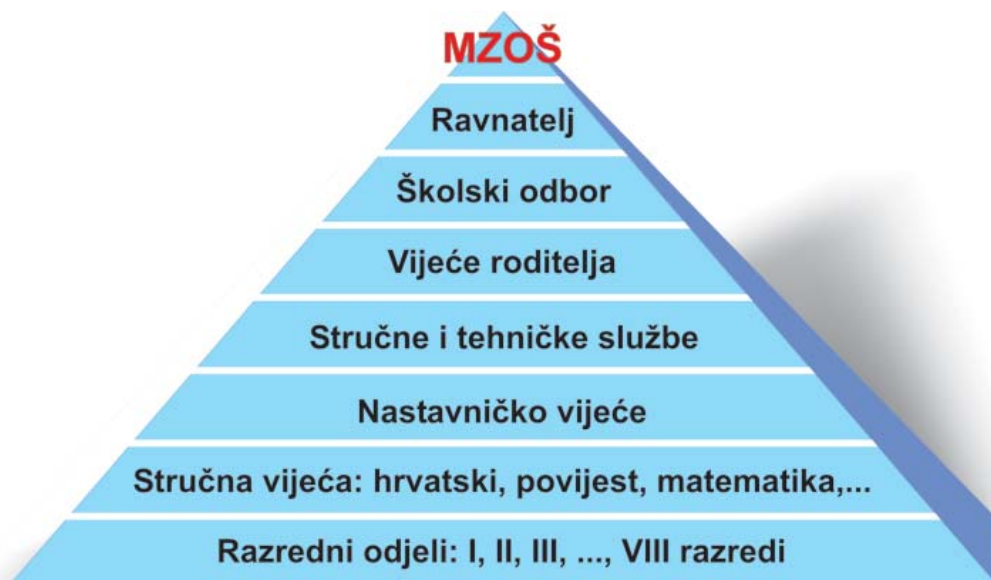 MZOŠ
Ravnatelj
Školski odbor
Vijeće roditelja
Stručne i tehničke službe
Nastavničko vijeće
Stručna vijeća: hrvatski, povijest, matematika,...
Razredni odjeli: I, II, III, ..., VIII razredi